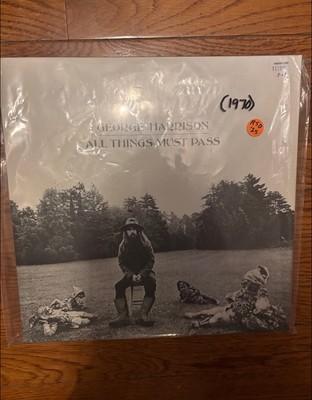 (1970)
GEORGE HARRISON
ALL THINGS MUST PASS